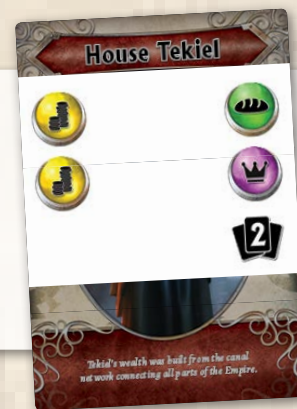 House Tekiel
2
Tekiel's wealth was built from the canal
network connecting all parts of the Empire.